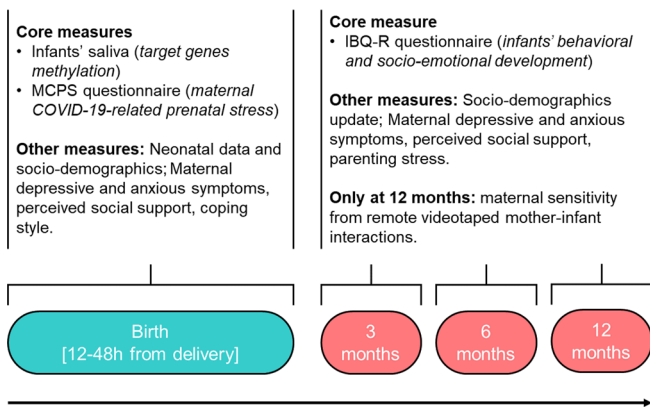 Core measures
• Infants' saliva (target genes
methylation)
• MCPS questionnaire (maternal
COVID-19-related prenatal stress)
Other measures: Neonatal data and
socio-demographics; Maternal
depressive and anxious symptoms,
perceived social support, coping
style.
Core measure
• IBQ-R questionnaire (infants' behavioral
and socio-emotional development)
Other measures: Socio-demographics
update; Maternal depressive and anxious
symptoms, perceived social support,
parenting stress.
Only at 12 months: maternal sensitivity
from remote videotaped mother-infant
interactions.
Birth
[12-48h from delivery]
3
months
6
months
12
months